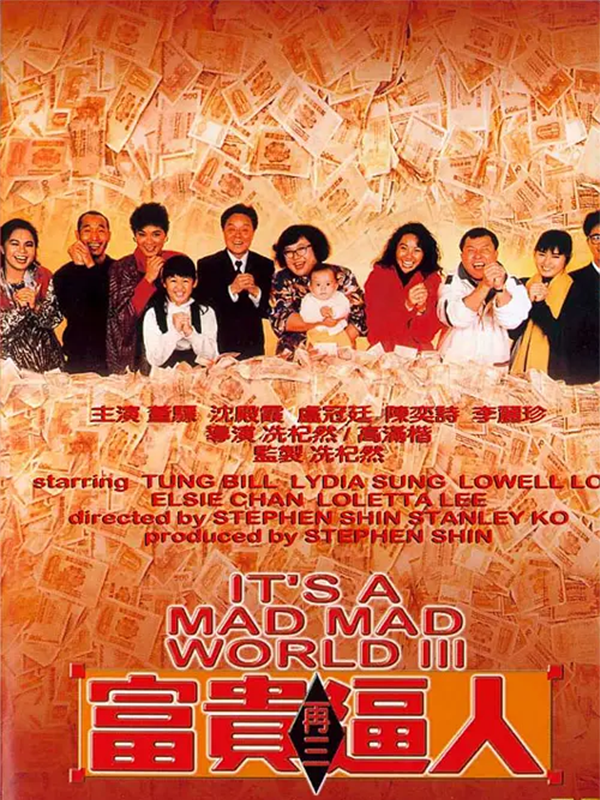 主演 董驃 沈殿霞 盧冠廷 陳奕詩 李麗珍
導演 冼杞然/高滿楷
監製 冼杞然
starring TUNG BILL LYDIA SUNG LOWELL LO
ELSIE CHAN LOLETTA LEE
directed by STEPHEN SHIN STANLEY KO
produced by STEPHEN SHIN
IT'S A
MAD MAD
WORLD III
富貴再三逼人